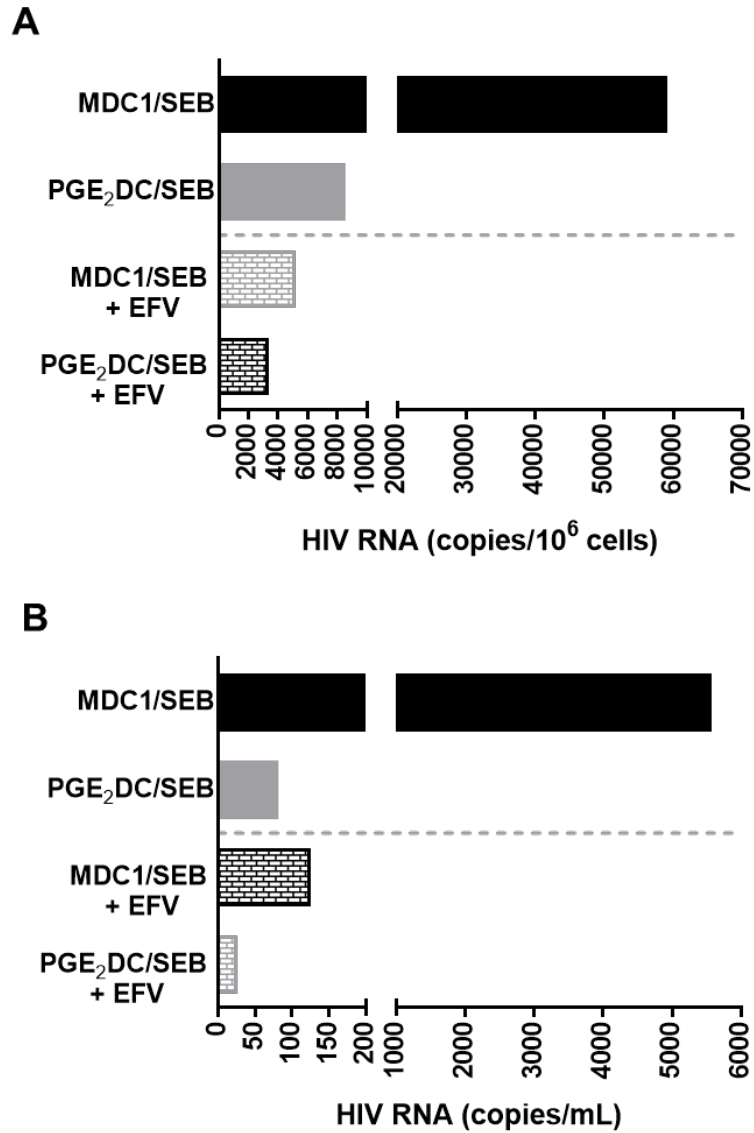 A
MDC1/SEB
PGE₂DC/SEB
MDC1/SEB
+ EFV
PGE₂DC/SEB
+ EFV
0 2000 4000 6000 8000 10000 20000 30000 40000 50000 60000 70000
HIV RNA (copies/10⁶ cells)
B
MDC1/SEB
PGE₂DC/SEB
MDC1/SEB
+ EFV
PGE₂DC/SEB
+ EFV
0 50 100 150 200 1000 2000 3000 4000 5000 6000
HIV RNA (copies/mL)